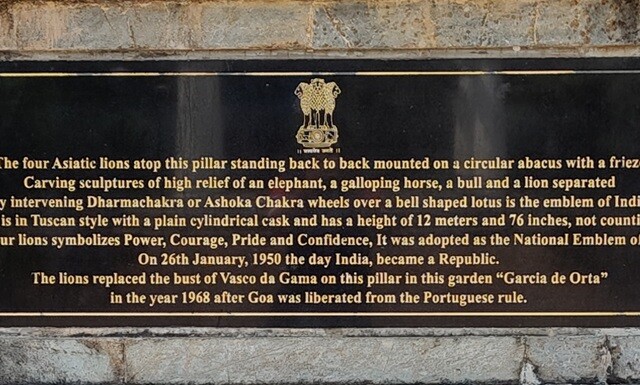 The four Asiatic lions atop this pillar standing back to back mounted on a circular abacus with a frieze
Carving sculptures of high relief of an elephant, a galloping horse, a bull and a lion separated
by intervening Dharmachakra or Ashoka Chakra wheels over a bell shaped lotus is the emblem of Indi
is in Tuscan style with a plain cylindrical cask and has a height of 12 meters and 76 inches, not count
ur lions symbolizes Power, Courage, Pride and Confidence, It was adopted as the National Emblem of
On 26th January, 1950 the day India, became a Republic.
The lions replaced the bust of Vasco da Gama on this pillar in this garden “Garcia de Orta”
in the year 1968 after Goa was liberated from the Portuguese rule.